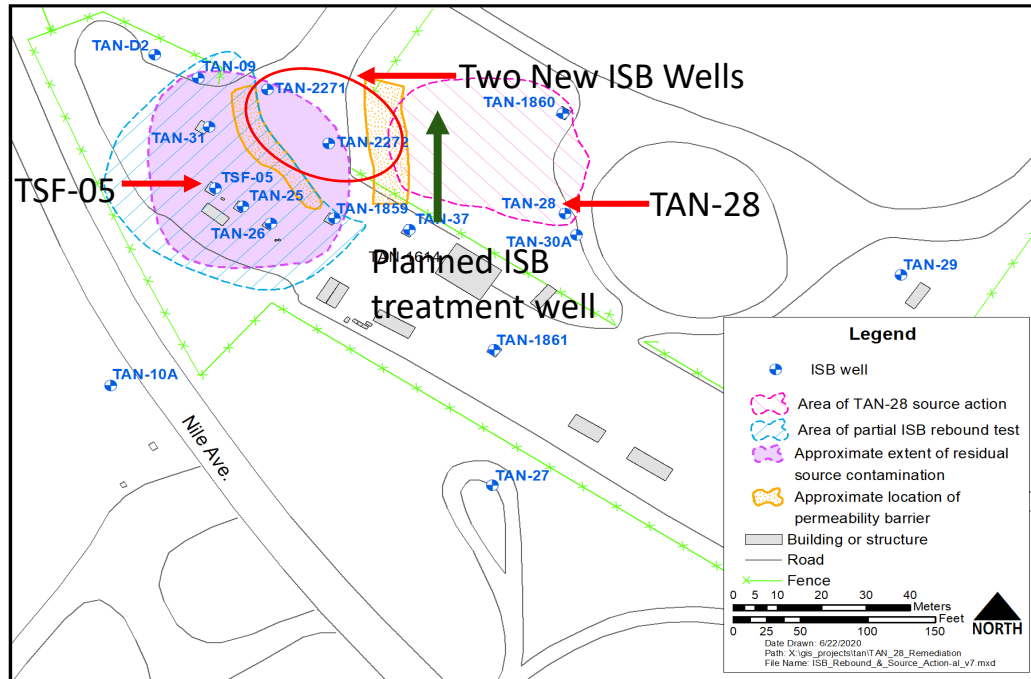 TAN-D2
TAN-09
Two New ISB Wells
TAN-2271
TAN-1860
TAN-31
TAN-2272
TSF-05
TSF-05
TAN-25
TAN-28
TAN-28
TAN-26
TAN-1859
TAN-37
TAN-30A
TAN-1614
Planned ISB
treatment well
TAN-29
TAN-1861
TAN-10A
Nile Ave.
TAN-27
Legend
ISB well
Area of TAN-28 source action
Area of partial ISB rebound test
Approximate extent of residual
source contamination
Approximate location of
permeability barrier
Building or structure
Road
Fence
0 5 10 20 30 40
Meters
Feet
0 25 50 100 150
NORTH
Date Drawn: 6/22/2020
Path: X:\gis_projects\tan\TAN_28_Remediation
File Name: ISB_Rebound_&_Source_Action-al_v7.mxd